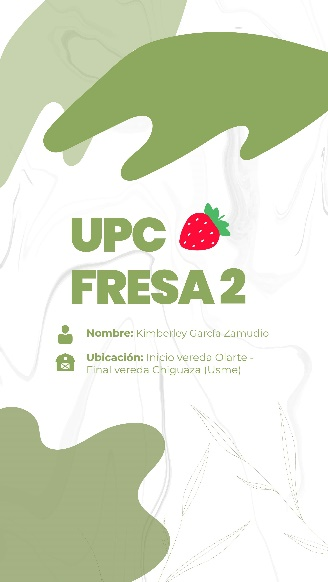 UPC
FRESA 2
Nombre: Kimberley García Zamudio
Ubicación: Inicio vereda Olarte -
Final vereda Chiguaza (Usme)